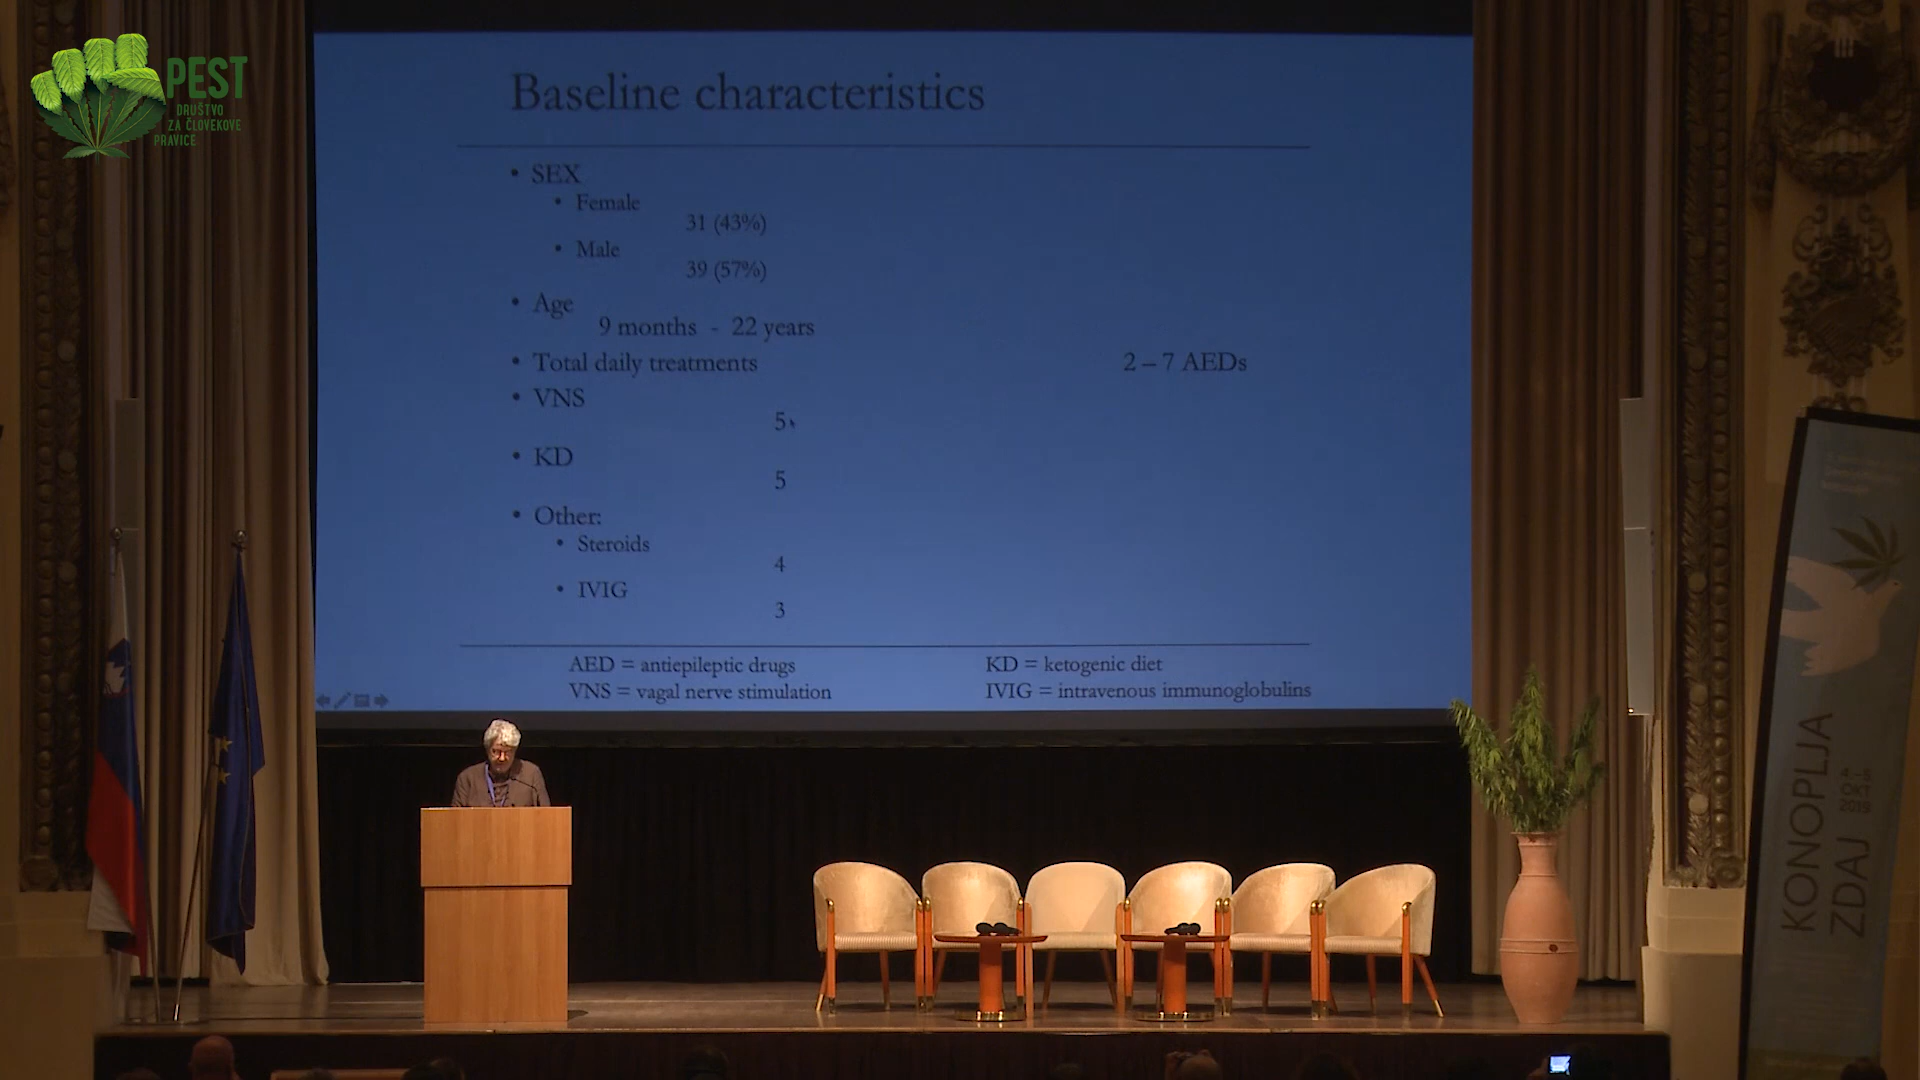 PEST
DRUŠTVO
ZA ČLOVEKOVE
PRAVICE
Baseline characteristics
• SEX
• Female
31 (43%)
• Male
39 (57%)
• Age
9 months - 22 years
• Total daily treatments 2 – 7 AEDs
• VNS
5
• KD
5
• Other:
• Steroids
4
• IVIG
3
AED = antiepileptic drugs KD = ketogenic diet
VNS = vagal nerve stimulation IVIG = intravenous immunoglobulins
KONOPLJA
ZDAJ
OKT
2019